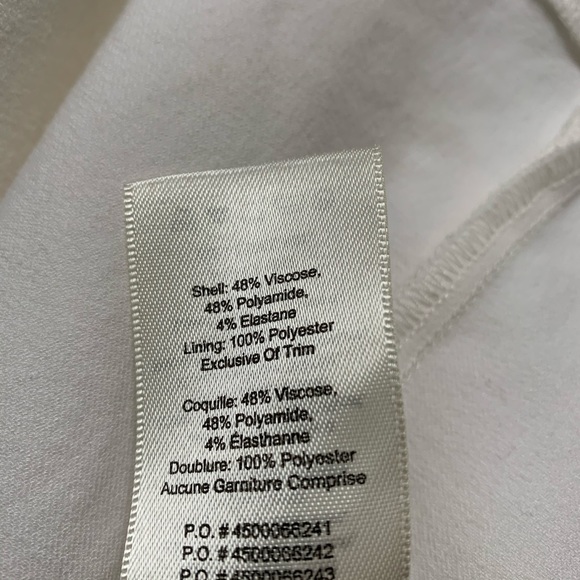 Shell: 48% Viscose,
48% Polyamide,
4% Elastane
Lining: 100% Polyester
Exclusive Of Trim
Coquille: 48% Viscose,
48% Polyamide,
4% Élasthanne
Doublure: 100% Polyester
Aucune Garniture Comprise
P.O. #4500066241
P.O. #4500066242
P.O. #4500066243